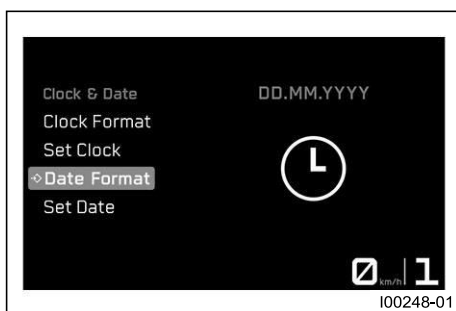 Clock & Date
DD.MM.YYYY
Clock Format
Set Clock
Date Format
Set Date
0 km/h 1
I00248-01